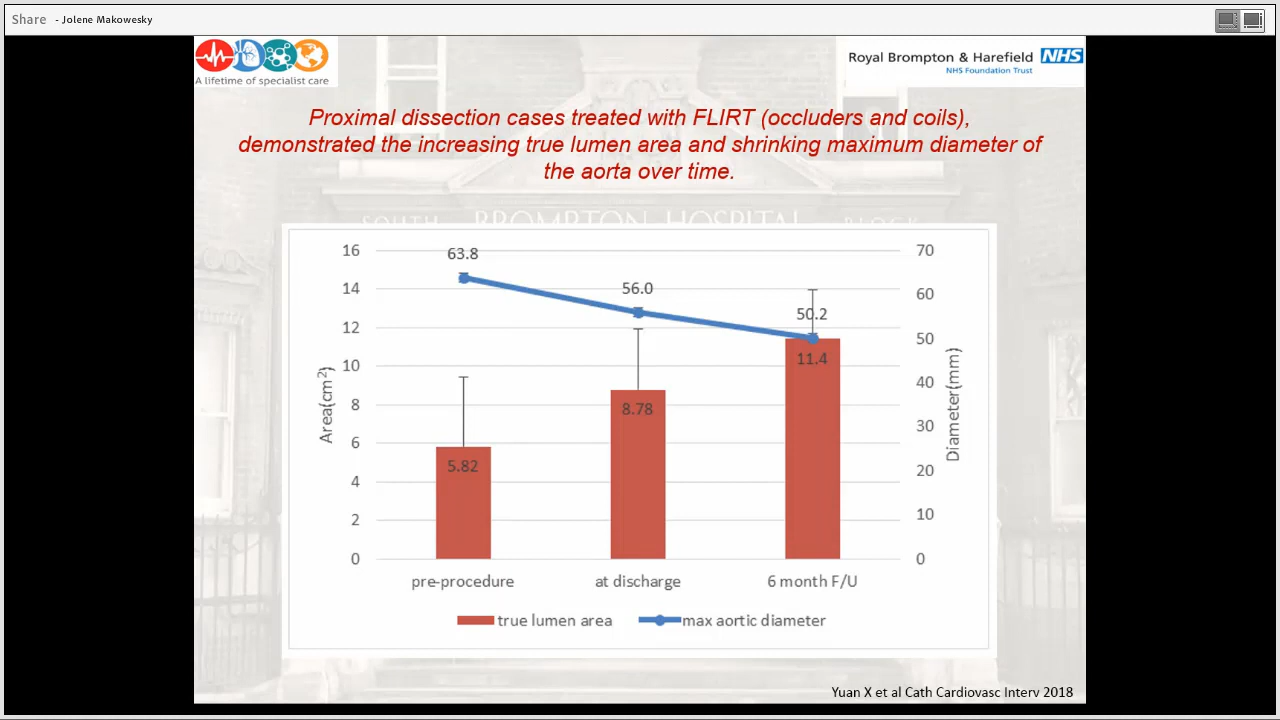 Share - Jolene Makowesky
A lifetime of specialist care
Royal Brompton & Harefield NHS
NHS Foundation Trust
Proximal dissection cases treated with FLIRT (occluders and coils),
demonstrated the increasing true lumen area and shrinking maximum diameter of
the aorta over time.
SOUTH BROMPTON HOSPITAL BLOCK
16
14
12
10
8
6
4
2
0
Area(cm²)
63.8
56.0
50.2
5.82
8.78
11.4
70
60
50
40
30
20
10
0
Diameter(mm)
pre-procedure at discharge 6 month F/U
true lumen area max aortic diameter
Yuan X et al Cath Cardiovasc Interv 2018